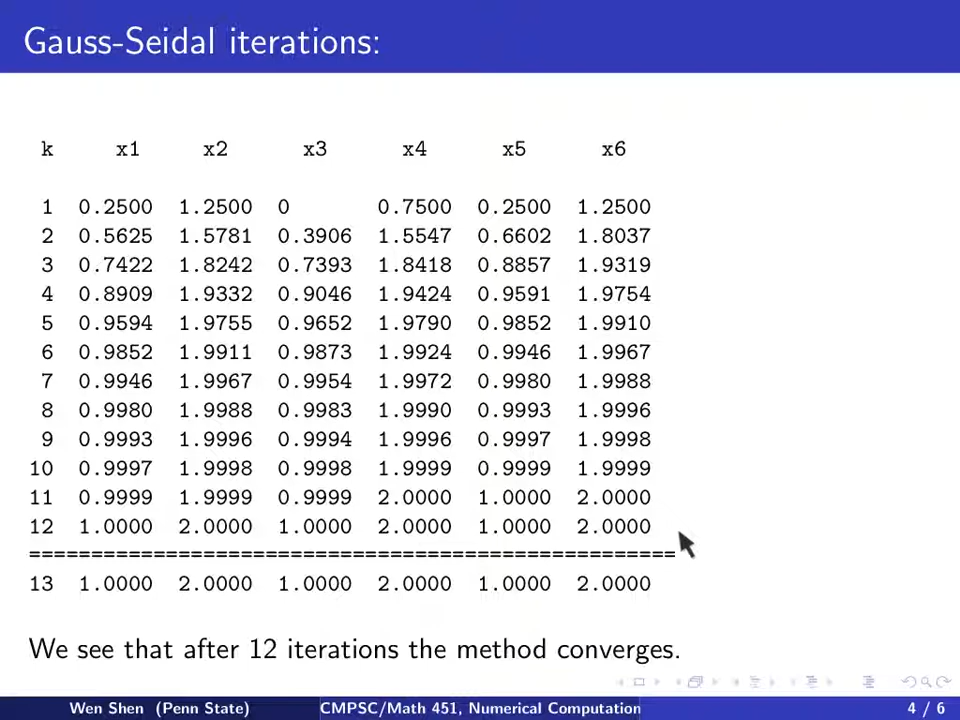 Gauss-Seidal iterations:
k x1 x2 x3 x4 x5 x6
1 0.2500 1.2500 0 0.7500 0.2500 1.2500
2 0.5625 1.5781 0.3906 1.5547 0.6602 1.8037
3 0.7422 1.8242 0.7393 1.8418 0.8857 1.9319
4 0.8909 1.9332 0.9046 1.9424 0.9591 1.9754
5 0.9594 1.9755 0.9652 1.9790 0.9852 1.9910
6 0.9852 1.9911 0.9873 1.9924 0.9946 1.9967
7 0.9946 1.9967 0.9954 1.9972 0.9980 1.9988
8 0.9980 1.9988 0.9983 1.9990 0.9993 1.9996
9 0.9993 1.9996 0.9994 1.9996 0.9997 1.9998
10 0.9997 1.9998 0.9998 1.9999 0.9999 1.9999
11 0.9999 1.9999 0.9999 2.0000 1.0000 2.0000
12 1.0000 2.0000 1.0000 2.0000 1.0000 2.0000
====================================================
13 1.0000 2.0000 1.0000 2.0000 1.0000 2.0000
We see that after 12 iterations the method converges.
Wen Shen (Penn State) CMPSC/Math 451, Numerical Computation 4 / 6